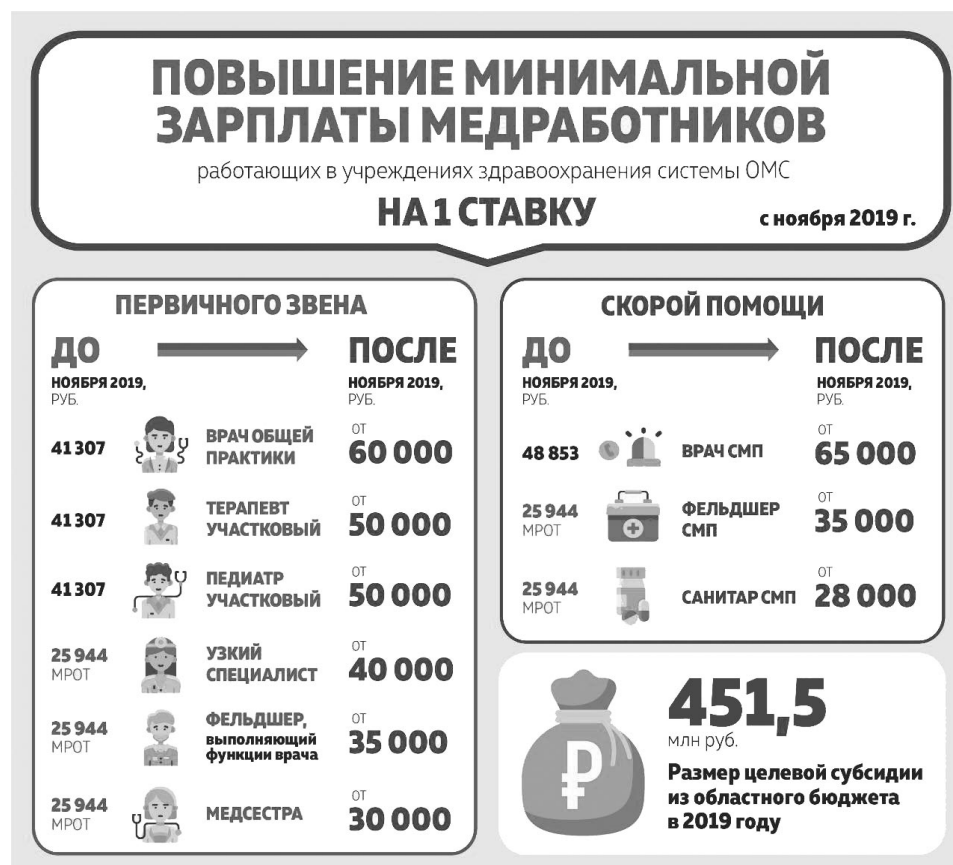 ПОВЫШЕНИЕ МИНИМАЛЬНОЙ
ЗАРПЛАТЫ МЕДРАБОТНИКОВ
работающих в учреждениях здравоохранения системы ОМС
НА 1 СТАВКУ
с ноября 2019 г.
ПЕРВИЧНОГО ЗВЕНА
ДО
ПОСЛЕ
НОЯБРЯ 2019,
РУБ.
НОЯБРЯ 2019,
РУБ.
41 307
ВРАЧ ОБЩЕЙ
ПРАКТИКИ
ОТ
60 000
41 307
ТЕРАПЕВТ
УЧАСТКОВЫЙ
ОТ
50 000
41 307
ПЕДИАТР
УЧАСТКОВЫЙ
ОТ
50 000
25 944
МРОТ
УЗКИЙ
СПЕЦИАЛИСТ
ОТ
40 000
25 944
МРОТ
ФЕЛЬДШЕР,
выполняющий
функции врача
ОТ
35 000
25 944
МРОТ
МЕДСЕСТРА
ОТ
30 000
СКОРОЙ ПОМОЩИ
ДО
ПОСЛЕ
НОЯБРЯ 2019,
РУБ.
НОЯБРЯ 2019,
РУБ.
48 853
ВРАЧ СМП
ОТ
65 000
25 944
МРОТ
ФЕЛЬДШЕР
СМП
ОТ
35 000
25 944
МРОТ
САНИТАР СМП
ОТ
28 000
₽
451,5
млн руб.
Размер целевой субсидии
из областного бюджета
в 2019 году